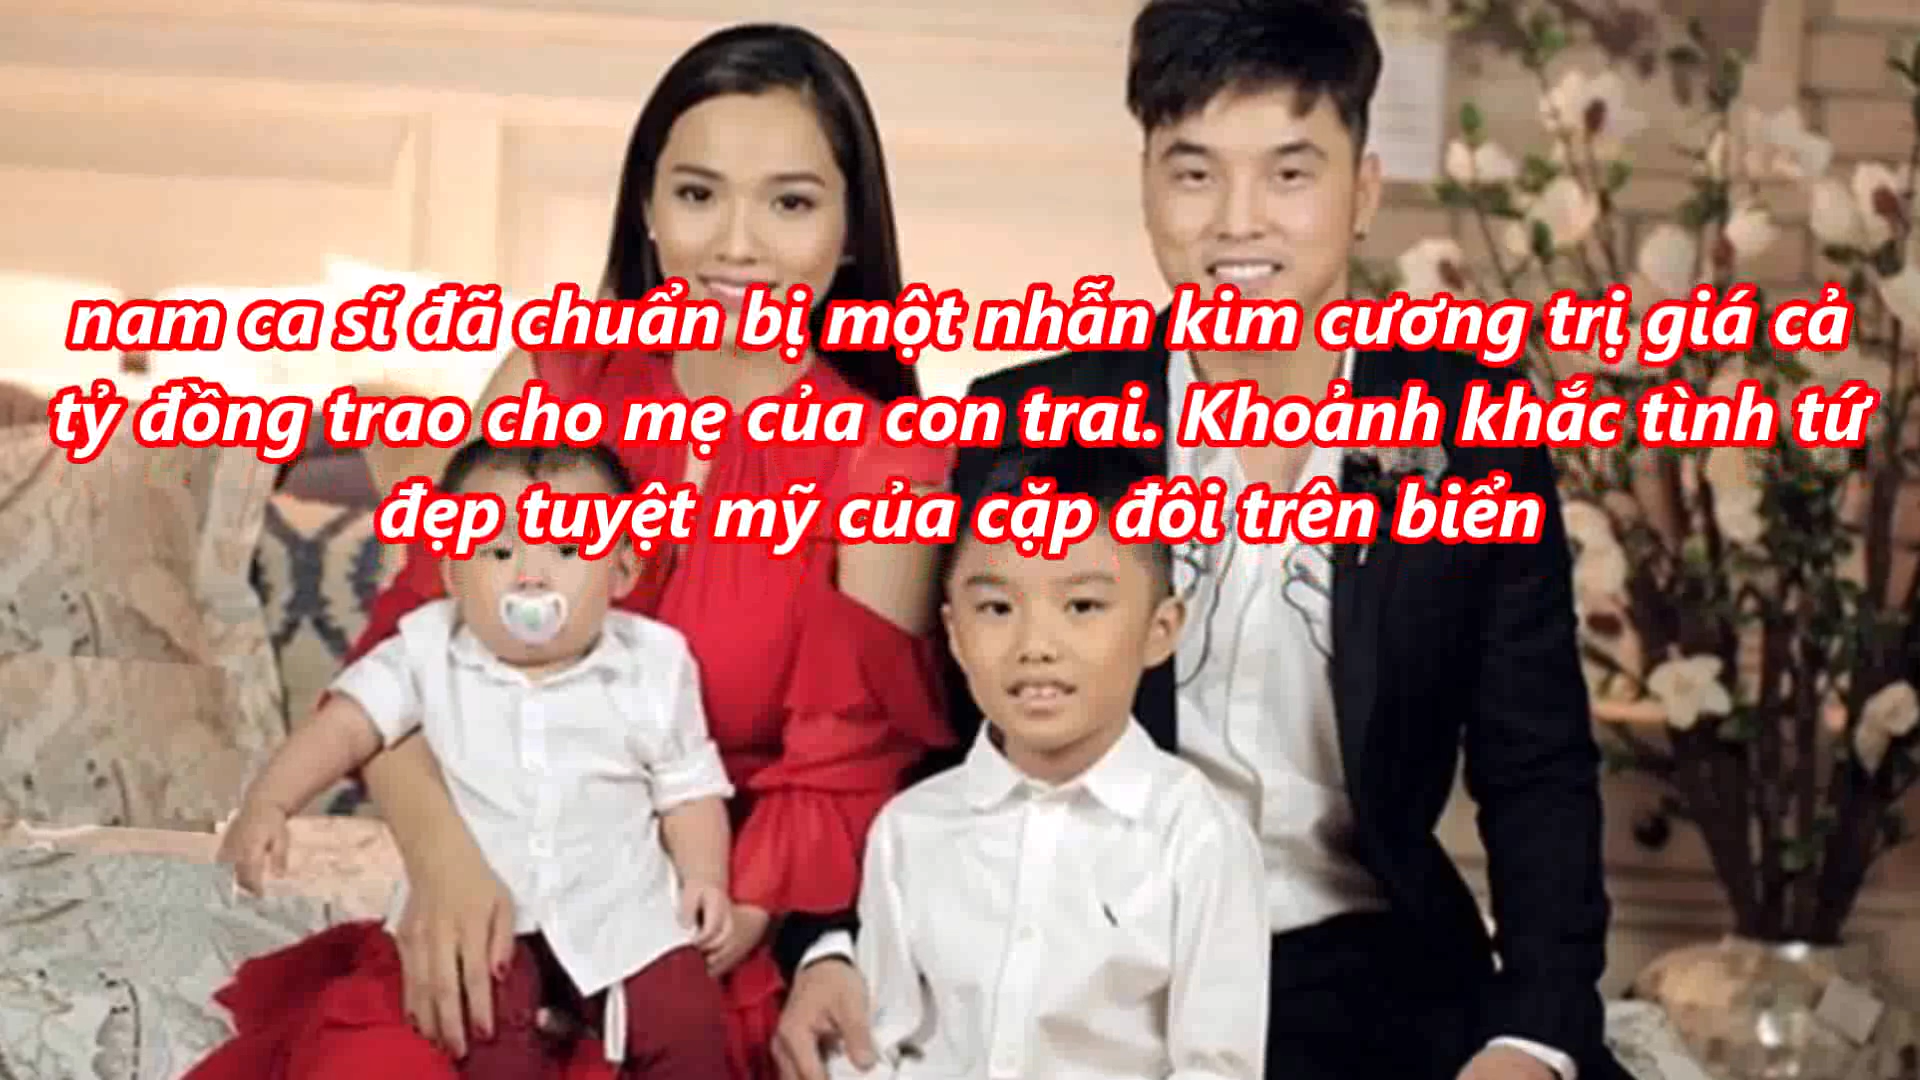 nam ca sĩ đã chuẩn bị một nhẫn kim cương trị giá cả
tỷ đồng trao cho mẹ của con trai. Khoảnh khắc tình tứ
đẹp tuyệt mỹ của cặp đôi trên biển